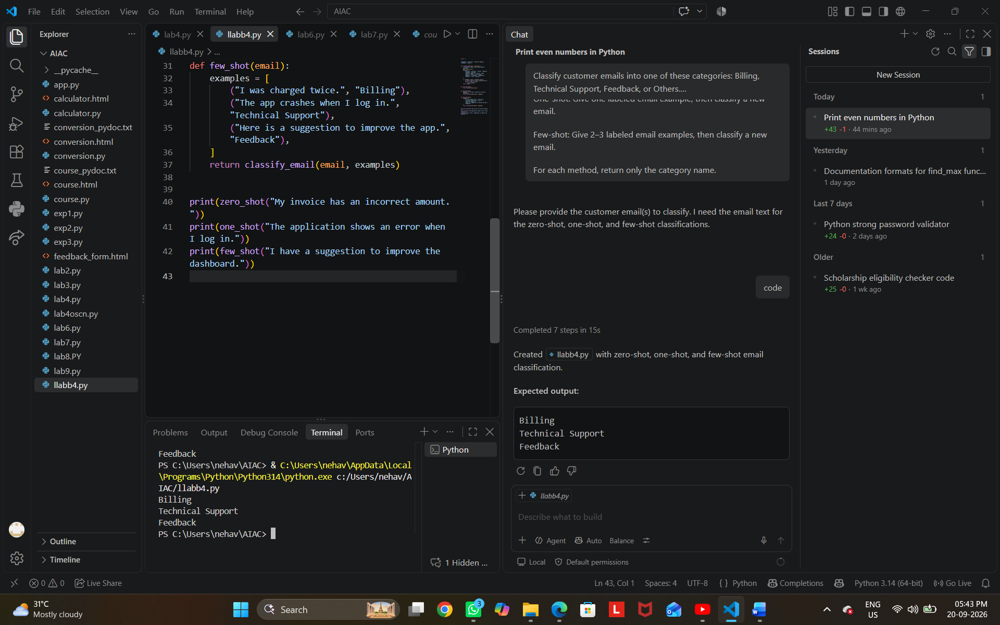 File Edit Selection View Go Run Terminal Help
AIAC
Explorer
AIAC
__pycache__
app.py
calculator.html
calculator.py
conversion_pydoc.txt
conversion.html
conversion.py
course_pydoc.txt
course.html
course.py
exp1.py
exp2.py
exp3.py
feedback_form.html
lab2.py
lab3.py
lab4.py
lab4oscn.py
lab6.py
lab7.py
lab8.PY
lab9.py
llabb4.py
Outline
Timeline
lab4.py llabb4.py lab6.py lab7.py cou
llabb4.py > ...
31 def few_shot(email):
32 examples = [
33 ("I was charged twice.", "Billing"),
34 ("The app crashes when I log in.",
"Technical Support"),
35 ("Here is a suggestion to improve the app.",
"Feedback"),
36 ]
37 return classify_email(email, examples)
38
39
40 print(zero_shot("My invoice has an incorrect amount.
"))
41 print(one_shot("The application shows an error when
I log in."))
42 print(few_shot("I have a suggestion to improve the
dashboard."))
43
Problems Output Debug Console Terminal Ports
Feedback
PS C:\Users\nehav\AIAC> & C:\Users\nehav\AppData\Local
\Programs\Python\Python314\python.exe c:/Users/nehav/A
IAC/llabb4.py
Billing
Technical Support
Feedback
PS C:\Users\nehav\AIAC>
Python
1 Hidden ...
Chat
Print even numbers in Python
Classify customer emails into one of these categories: Billing,
Technical Support, Feedback, or Others....
One-shot: Give one labeled email example, then classify a new
email.
Few-shot: Give 2–3 labeled email examples, then classify a new
email.
For each method, return only the category name.
Please provide the customer email(s) to classify. I need the email text for
the zero-shot, one-shot, and few-shot classifications.
code
Completed 7 steps in 15s
Created llabb4.py with zero-shot, one-shot, and few-shot email
classification.
Expected output:
Billing
Technical Support
Feedback
llabb4.py
Describe what to build
Agent Auto Balance
Local Default permissions
Sessions
New Session
Today 1
Print even numbers in Python
+43 -1 · 44 mins ago
Yesterday 1
Documentation formats for find_max func...
1 day ago
Last 7 days 1
Python strong password validator
+24 -0 · 2 days ago
Older 1
Scholarship eligibility checker code
+25 -0 · 1 wk ago
0 0 Live Share
Ln 43, Col 1 Spaces: 4 UTF-8 { } Python Completions Python 3.14 (64-bit) Go Live
31°C
Mostly cloudy
Search
3
L
W
ENG
US
05:43 PM
20-09-2026